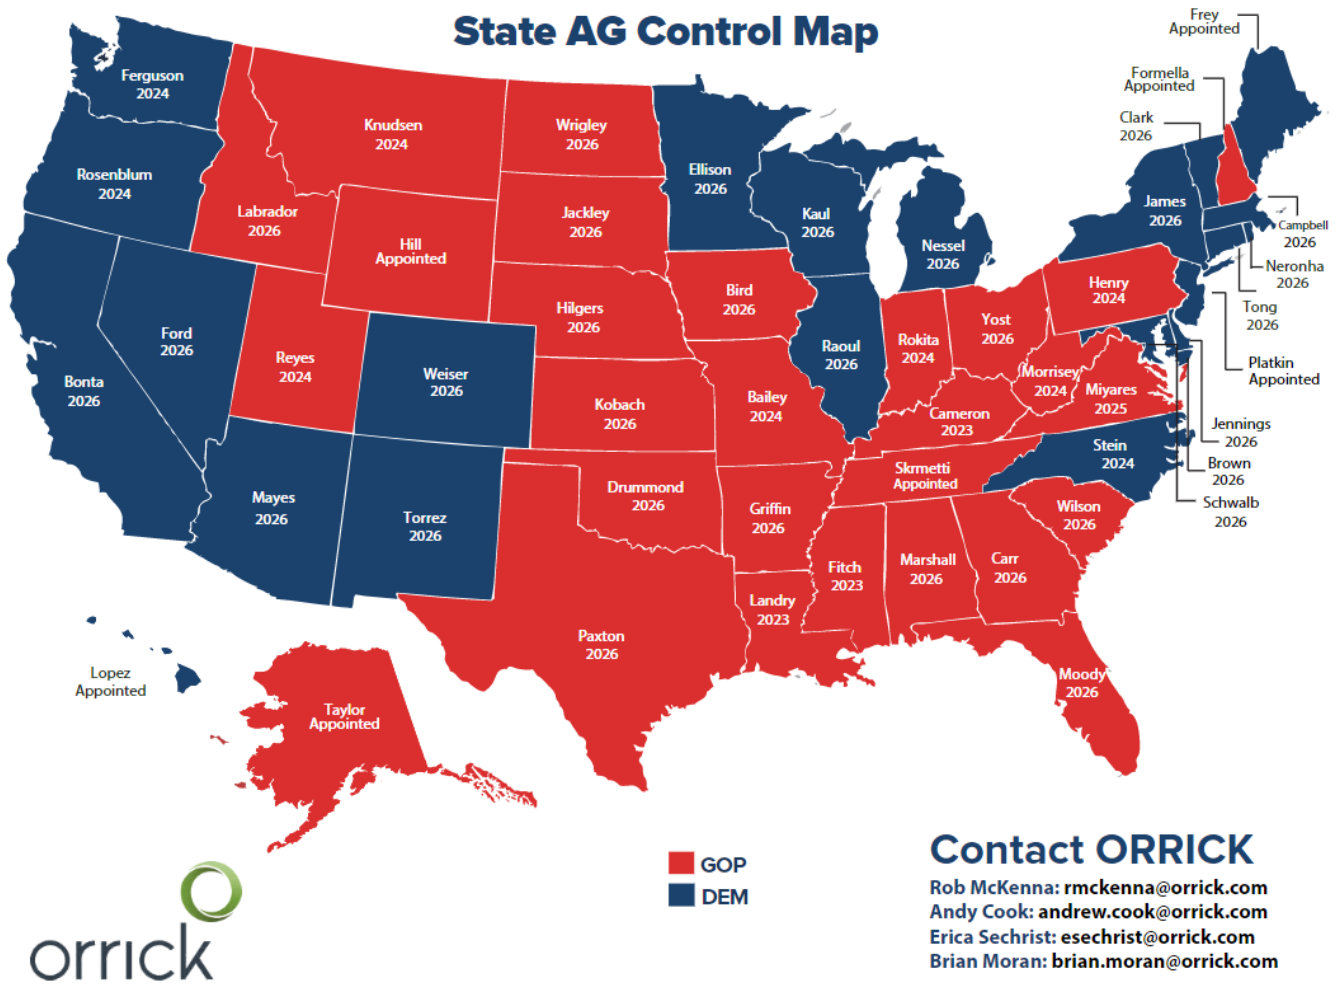 State AG Control Map
Frey
Appointed
Formella
Appointed
Clark
2026
Ferguson
2024
Knudsen
2024
Wrigley
2026
Ellison
2026
Rosenblum
2024
Labrador
2026
Hill
Appointed
Jackley
2026
Kaul
2026
Nessel
2026
James
2026
Campbell
2026
Neronha
2026
Tong
2026
Platkin
Appointed
Henry
2024
Bird
2026
Hilgers
2026
Yost
2026
Rokita
2024
Raoul
2026
Ford
2026
Reyes
2024
Weiser
2026
Bonta
2026
Kobach
2026
Bailey
2024
Morrisey
2024
Miyares
2025
Cameron
2023
Jennings
2026
Brown
2026
Schwalb
2026
Stein
2024
Skrmetti
Appointed
Mayes
2026
Torrez
2026
Drummond
2026
Griffin
2026
Wilson
2026
Fitch
2023
Marshall
2026
Carr
2026
Landry
2023
Paxton
2026
Moody
2026
Lopez
Appointed
Taylor
Appointed
GOP
DEM
orrick
Contact ORRICK
Rob McKenna: rmckenna@orrick.com
Andy Cook: andrew.cook@orrick.com
Erica Sechrist: esechrist@orrick.com
Brian Moran: brian.moran@orrick.com